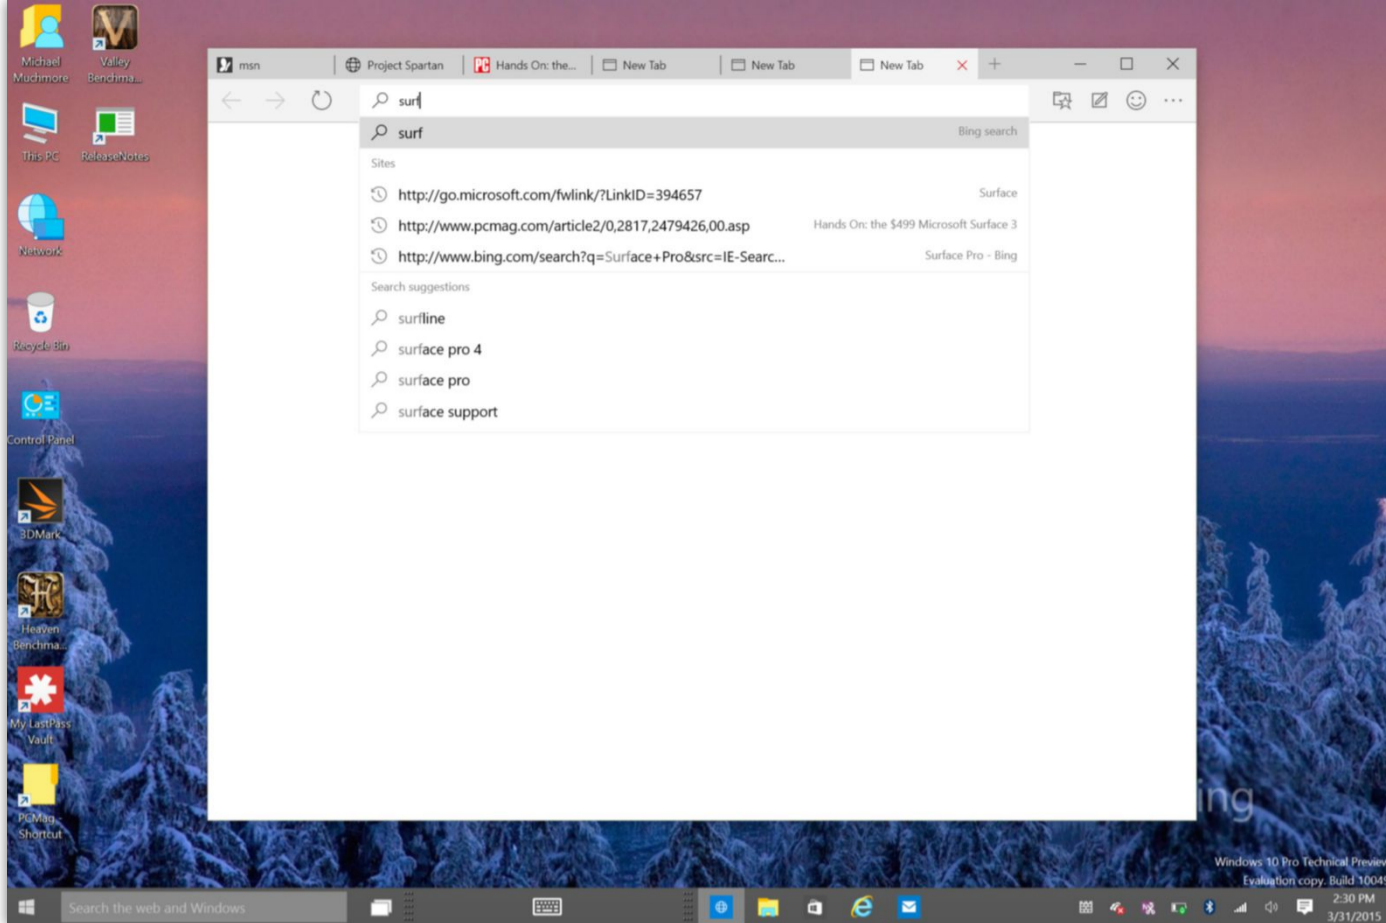 Michael
Muchmore
Valley
Benchma...
This PC
ReleaseNotes
Network
Recycle Bin
Control Panel
3DMark
Heaven
Benchma...
My LastPass
Vault
PCMag -
Shortcut
msn
Project Spartan
PC
Hands On: the...
New Tab
New Tab
New Tab
surf
surf
Bing search
Sites
http://go.microsoft.com/fwlink/?LinkID=394657
Surface
http://www.pcmag.com/article2/0,2817,2479426,00.asp
Hands On: the $499 Microsoft Surface 3
http://www.bing.com/search?q=Surface+Pro&src=IE-Searc...
Surface Pro - Bing
Search suggestions
surfline
surface pro 4
surface pro
surface support
ing
Windows 10 Pro Technical Preview
Evaluation copy. Build 10049
Search the web and Windows
2:30 PM
3/31/2015